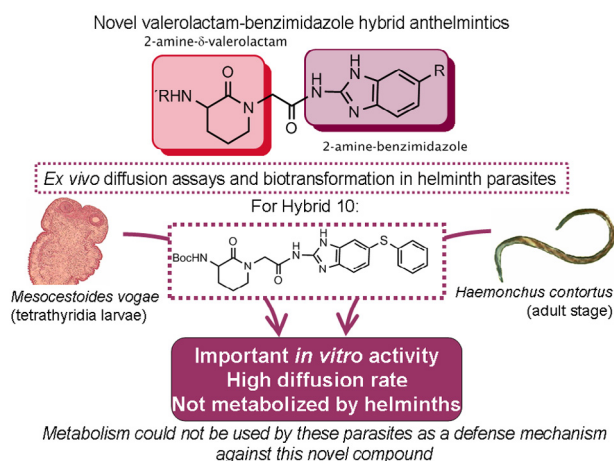 Novel valerolactam-benzimidazole hybrid anthelmintics
2-amine-δ-valerolactam
'RHN
O
N
O
H
N
H
N
N
R
2-amine-benzimidazole
Ex vivo diffusion assays and biotransformation in helminth parasites
For Hybrid 10:
BocHN
O
N
O
H
N
H
N
N
S
Mesocestoides vogae
(tetrathyridia larvae)
Haemonchus contortus
(adult stage)
Important in vitro activity
High diffusion rate
Not metabolized by helminths
Metabolism could not be used by these parasites as a defense mechanism
against this novel compound